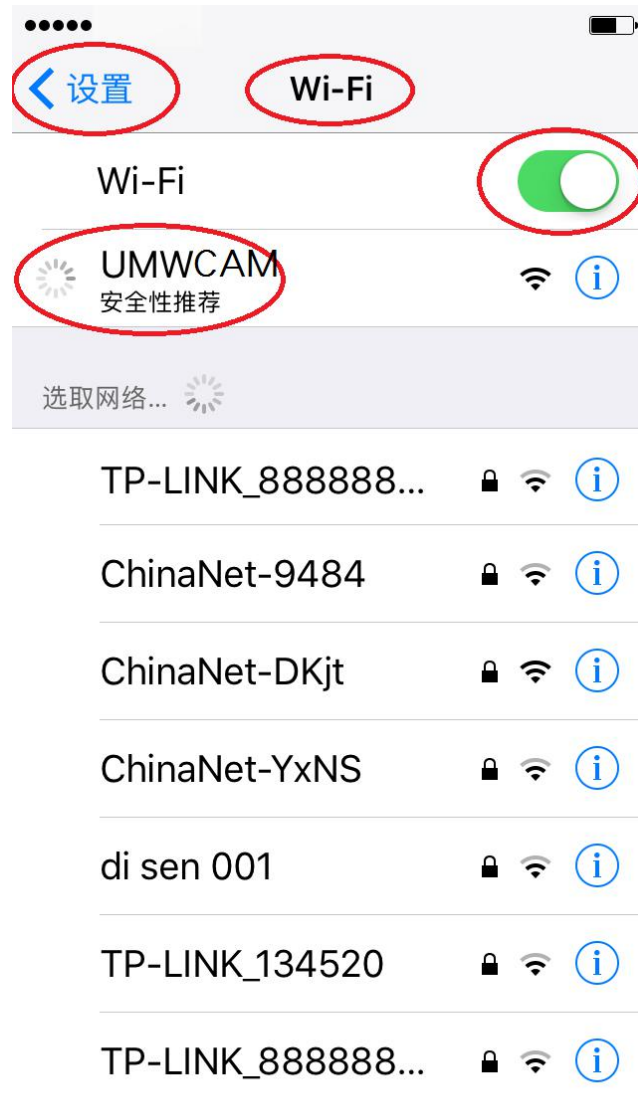 设置 Wi-Fi
Wi-Fi
UMWCAM
安全性推荐
选取网络...
TP-LINK_888888...
ChinaNet-9484
ChinaNet-DKjt
ChinaNet-YxNS
di sen 001
TP-LINK_134520
TP-LINK_888888...